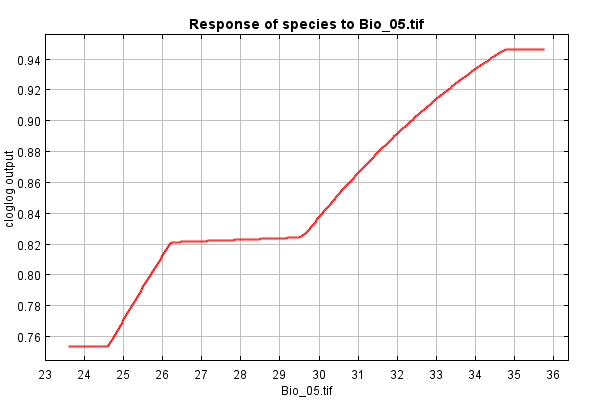 Response of species to Bio_05.tif
cloglog output
0.94
0.92
0.90
0.88
0.86
0.84
0.82
0.80
0.78
0.76
23 24 25 26 27 28 29 30 31 32 33 34 35 36
Bio_05.tif